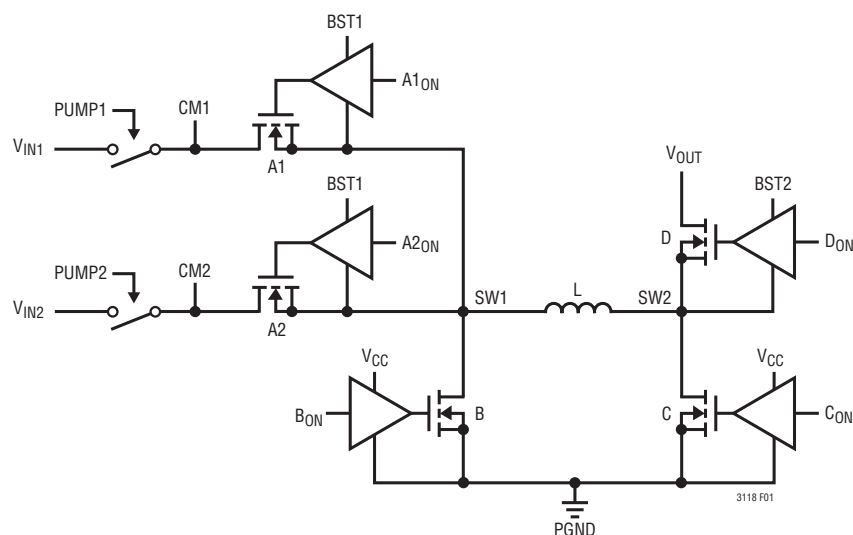 BST1
A1ON
PUMP1
CM1
VIN1
A1
VOUT
BST1
BST2
A2ON
D
DON
PUMP2
CM2
VIN2
A2
SW1
L
SW2
VCC
VCC
BON
B
C
CON
3118 F01
PGND